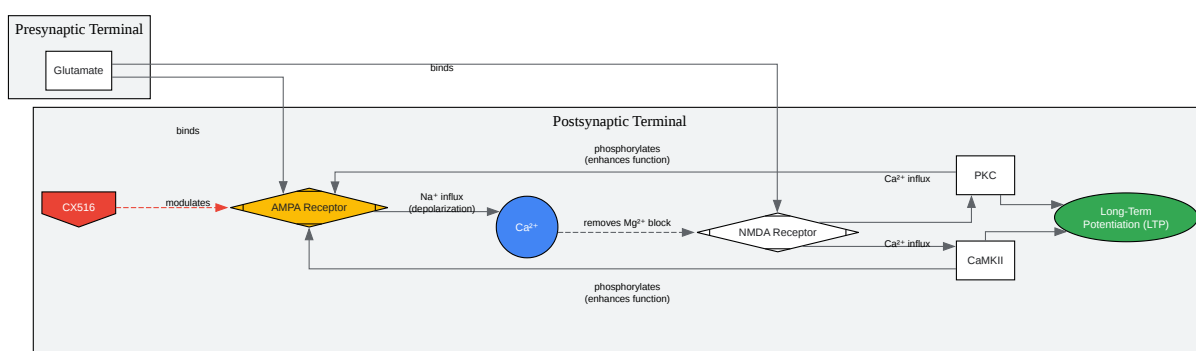 Presynaptic Terminal
Glutamate
binds
binds
Postsynaptic Terminal
phosphorylates
(enhances function)
PKC
Ca²⁺ influx
CX516
modulates
AMPA Receptor
Na⁺ influx
(depolarization)
Ca²⁺
removes Mg²⁺ block
NMDA Receptor
Ca²⁺ influx
CaMKII
Long-Term
Potentiation (LTP)
phosphorylates
(enhances function)